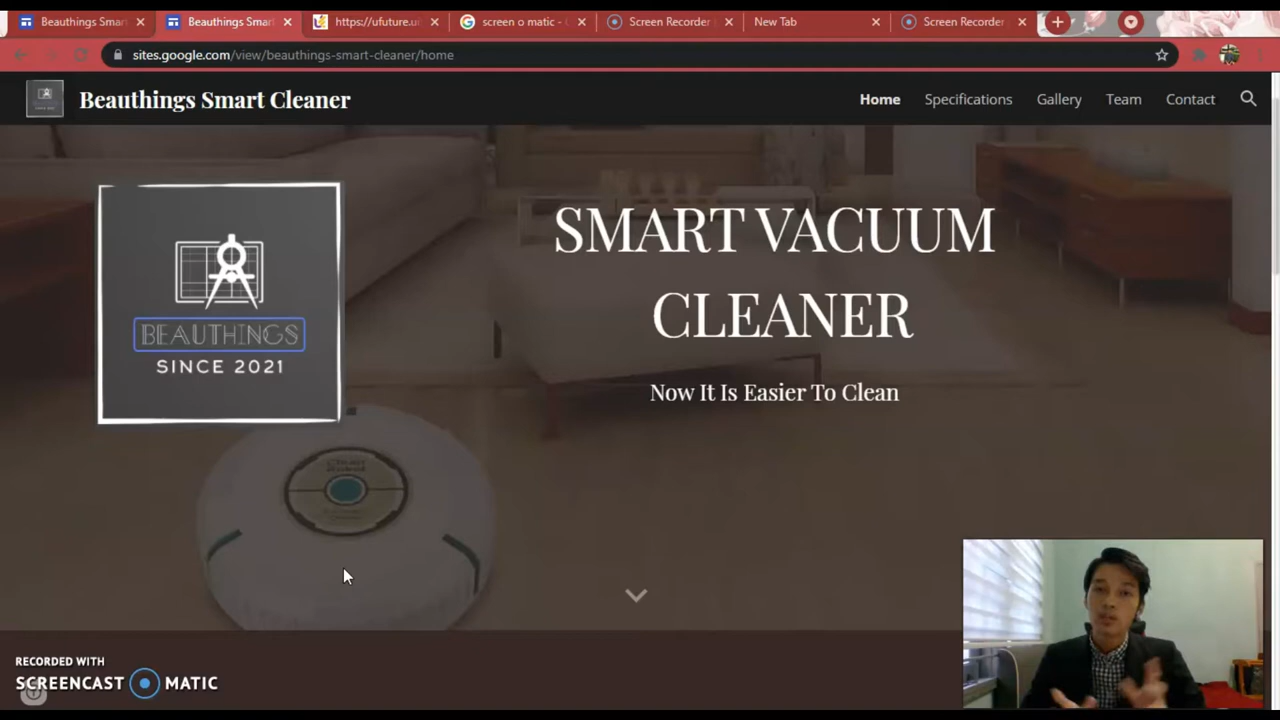 Beauthings Smar
Beauthings Smar
https://ufuture.ui
screen o matic - G
Screen Recorder
New Tab
Screen Recorder
sites.google.com/view/beauthings-smart-cleaner/home
Beauthings Smart Cleaner
Home
Specifications
Gallery
Team
Contact
SMART VACUUM
CLEANER
Now It Is Easier To Clean
BEAUTHINGS
SINCE 2021
RECORDED WITH
SCREENCAST MATIC